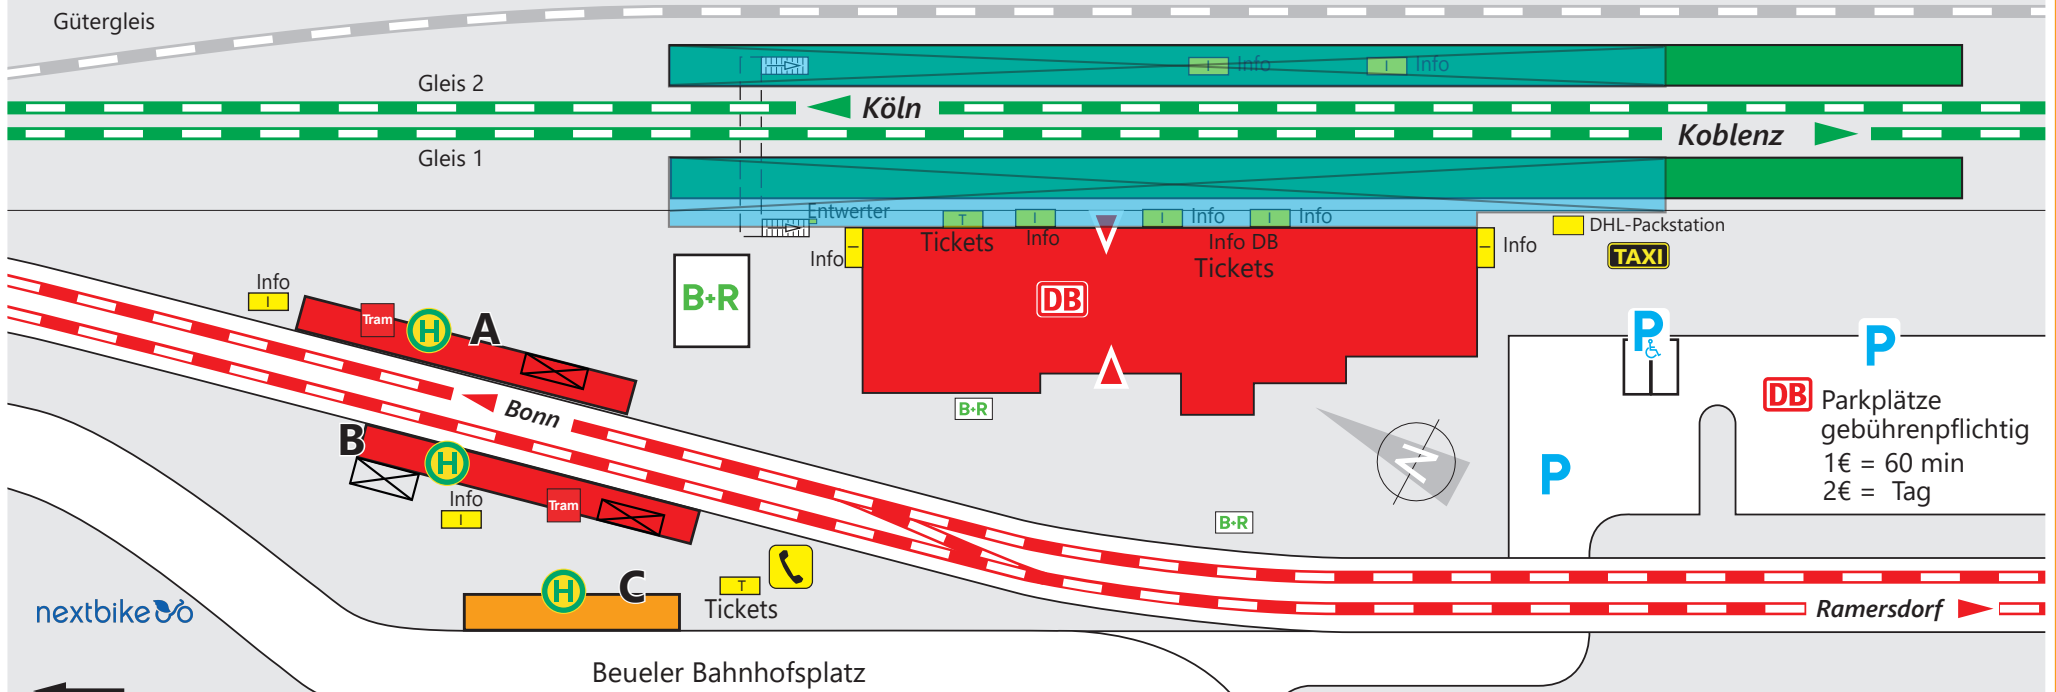 Gütergleis
Gleis 2
I Info
I Info
Köln
Koblenz
Gleis 1
Entwerter
T
Tickets
I
Info
I Info
I Info
Info DB
Tickets
Info I
I Info
DHL-Packstation
TAXI
B+R
DB
B+R
B+R
Info
I
Tram
H
A
Bonn
B
H
Info
I
Tram
H
C
T
Tickets
nextbike
Beueler Bahnhofsplatz
N
P
P
P
DB Parkplätze
gebührenpflichtig
1€ = 60 min
2€ = Tag
Ramersdorf